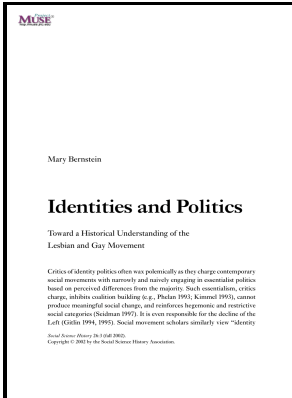 MUSE
Mary Bernstein
Identities and Politics
Toward a Historical Understanding of the
Lesbian and Gay Movement
Critics of identity politics often wax polemically as they charge contemporary
social movements with narrowly and naively engaging in essentialist politics
based on perceived differences from the majority. Such essentialism, critics
charge, inhibits coalition building (e.g., Phelan 1993; Kimmel 1993), cannot
produce meaningful social change, and reinforces hegemonic and restrictive
social categories (Seidman 1997). It is even responsible for the decline of the
Left (Gitlin 1994, 1995). Social movement scholars similarly view “identity
Social Science History 26:3 (fall 2002).
Copyright © 2002 by the Social Science History Association.